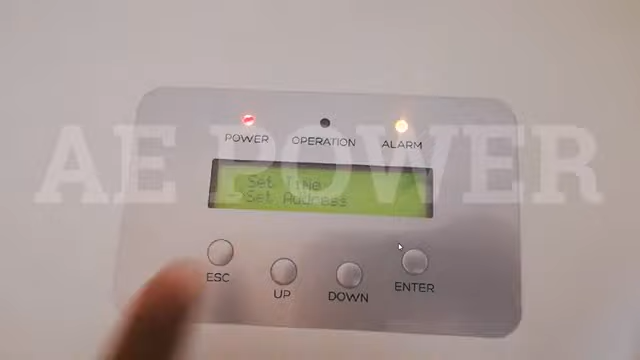 AE POWER
POWER
OPERATION
ALARM
Set Time
Set Address
ESC
UP
DOWN
ENTER